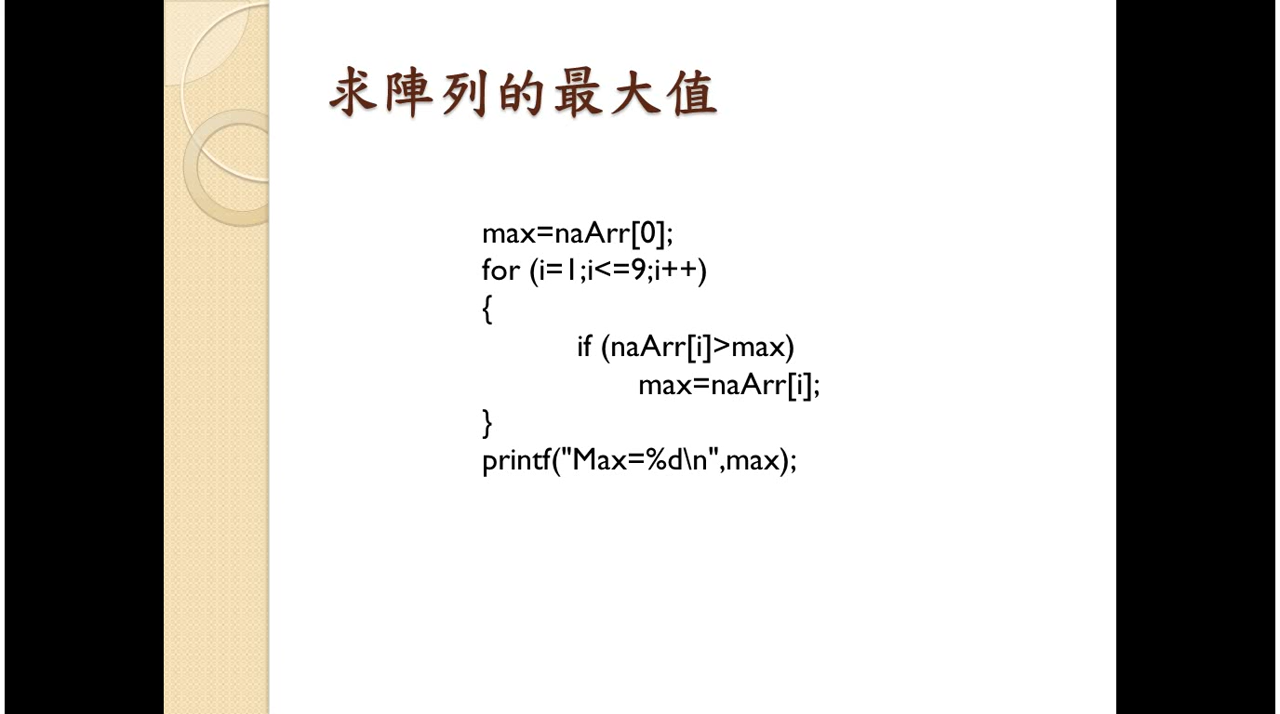 求陣列的最大值
max=naArr[0];
for (i=1;i<=9;i++)
{
if (naArr[i]>max)
max=naArr[i];
}
printf("Max=%d\n",max);